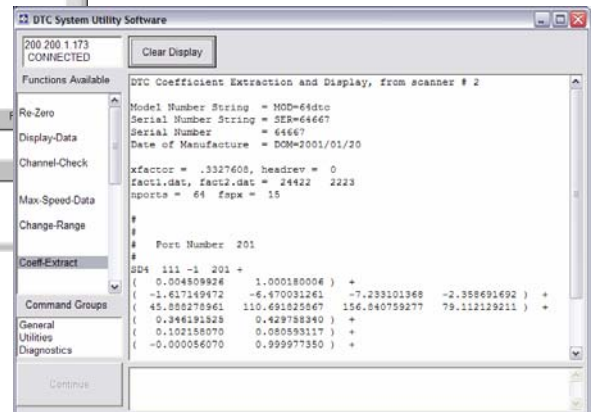 DTC System Utility Software
200.200.1.173
CONNECTED
Clear Display
Functions Available
Re-Zero
Display-Data
Channel-Check
Max-Speed-Data
Change-Range
Coeff-Extract
Command Groups
General
Utilities
Diagnostics
Continue
DTC Coefficient Extraction and Display, from scanner # 2
Model Number String = MOD=64dtc
Serial Number String = SER=64667
Serial Number = 64667
Date of Manufacture = DOM=2001/01/20
xfactor = .3327608, headrev = 0
fact1.dat, fact2.dat = 24422 2223
nports = 64 fspx = 15
#
#
# Port Number 201
#
SD4 111 -1 201 +
( 0.004509926 1.000180006 ) +
( -1.617149472 -6.470031261 -7.233101368 -2.358691692 ) +
( 45.888278961 110.691825867 156.840759277 79.112129211 ) +
( 0.346191525 0.429758340 ) +
( 0.102158070 0.080593117 ) +
( -0.000056070 0.999977350 ) +